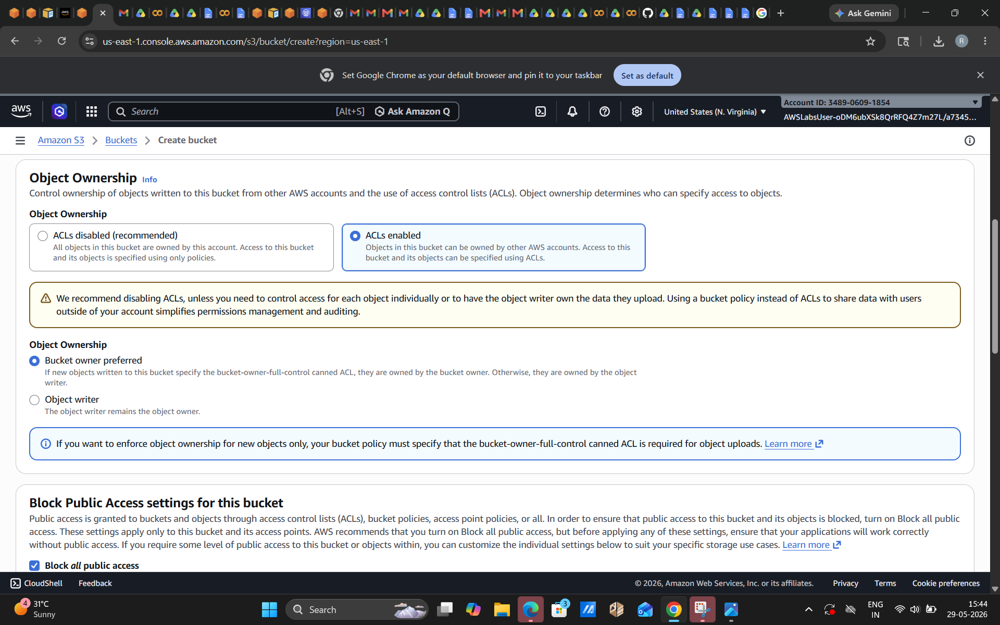 us-east-1.console.aws.amazon.com/s3/bucket/create?region=us-east-1
Ask Gemini
R
Set Google Chrome as your default browser and pin it to your taskbar
Set as default
aws
Search
[Alt+S]
Ask Amazon Q
United States (N. Virginia)
Account ID: 3489-0609-1854
AWSLabsUser-oDM6ubXSk8QrRFQ4Z7m27L/a7345...
Amazon S3
Buckets
Create bucket
Object Ownership Info
Control ownership of objects written to this bucket from other AWS accounts and the use of access control lists (ACLs). Object ownership determines who can specify access to objects.
Object Ownership
ACLs disabled (recommended)
All objects in this bucket are owned by this account. Access to this bucket
and its objects is specified using only policies.
ACLs enabled
Objects in this bucket can be owned by other AWS accounts. Access to this
bucket and its objects can be specified using ACLs.
We recommend disabling ACLs, unless you need to control access for each object individually or to have the object writer own the data they upload. Using a bucket policy instead of ACLs to share data with users
outside of your account simplifies permissions management and auditing.
Object Ownership
Bucket owner preferred
If new objects written to this bucket specify the bucket-owner-full-control canned ACL, they are owned by the bucket owner. Otherwise, they are owned by the object
writer.
Object writer
The object writer remains the object owner.
If you want to enforce object ownership for new objects only, your bucket policy must specify that the bucket-owner-full-control canned ACL is required for object uploads. Learn more
Block Public Access settings for this bucket
Public access is granted to buckets and objects through access control lists (ACLs), bucket policies, access point policies, or all. In order to ensure that public access to this bucket and its objects is blocked, turn on Block all public
access. These settings apply only to this bucket and its access points. AWS recommends that you turn on Block all public access, but before applying any of these settings, ensure that your applications will work correctly
without public access. If you require some level of public access to this bucket or objects within, you can customize the individual settings below to suit your specific storage use cases. Learn more
Block all public access
CloudShell
Feedback
© 2026, Amazon Web Services, Inc. or its affiliates.
Privacy
Terms
Cookie preferences
4
31°C
Sunny
Search
3
ENG
IN
15:44
29-05-2026